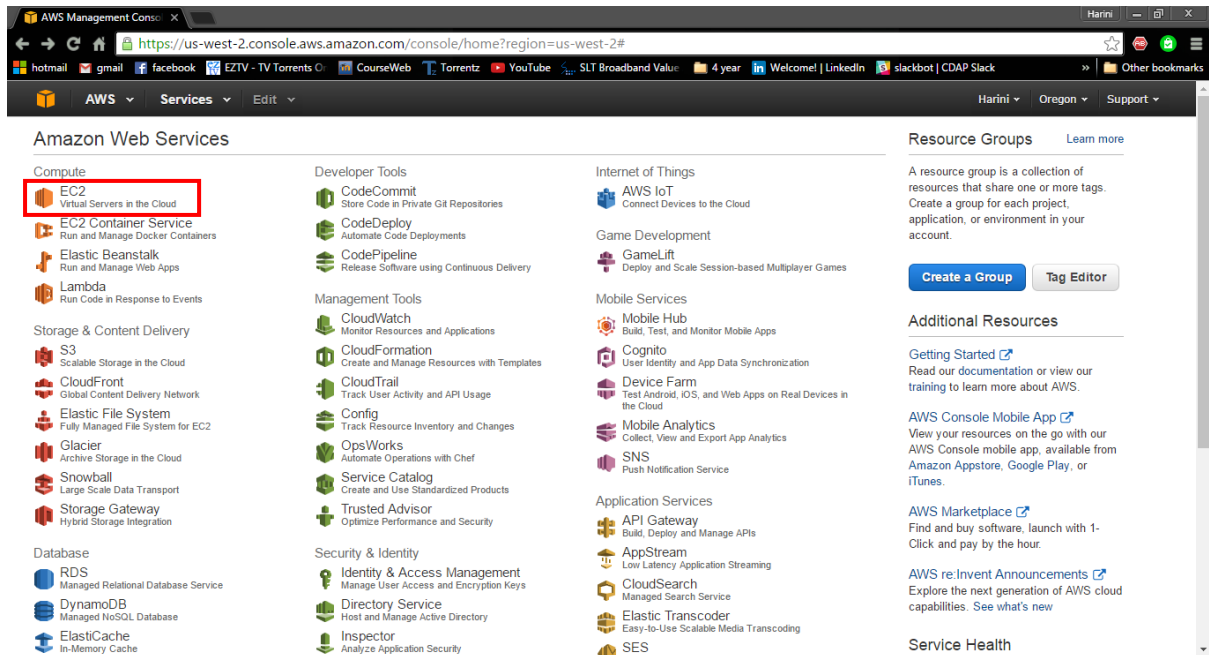 AWS Management Conso
Harini
https://us-west-2.console.aws.amazon.com/console/home?region=us-west-2#
hotmail gmail facebook EZTV - TV Torrents O CourseWeb Torrentz YouTube SLT Broadband Value 4 year Welcome! | LinkedIn slackbot | CDAP Slack » Other bookmarks
AWS Services Edit Harini Oregon Support
Amazon Web Services
Compute
EC2
Virtual Servers in the Cloud
EC2 Container Service
Run and Manage Docker Containers
Elastic Beanstalk
Run and Manage Web Apps
Lambda
Run Code in Response to Events
Storage & Content Delivery
S3
Scalable Storage in the Cloud
CloudFront
Global Content Delivery Network
Elastic File System
Fully Managed File System for EC2
Glacier
Archive Storage in the Cloud
Snowball
Large Scale Data Transport
Storage Gateway
Hybrid Storage Integration
Database
RDS
Managed Relational Database Service
DynamoDB
Managed NoSQL Database
ElastiCache
In-Memory Cache
Developer Tools
CodeCommit
Store Code in Private Git Repositories
CodeDeploy
Automate Code Deployments
CodePipeline
Release Software using Continuous Delivery
Management Tools
CloudWatch
Monitor Resources and Applications
CloudFormation
Create and Manage Resources with Templates
CloudTrail
Track User Activity and API Usage
Config
Track Resource Inventory and Changes
OpsWorks
Automate Operations with Chef
Service Catalog
Create and Use Standardized Products
Trusted Advisor
Optimize Performance and Security
Security & Identity
Identity & Access Management
Manage User Access and Encryption Keys
Directory Service
Host and Manage Active Directory
Inspector
Analyze Application Security
Internet of Things
AWS IoT
Connect Devices to the Cloud
Game Development
GameLift
Deploy and Scale Session-based Multiplayer Games
Mobile Services
Mobile Hub
Build, Test, and Monitor Mobile Apps
Cognito
User Identity and App Data Synchronization
Device Farm
Test Android, iOS, and Web Apps on Real Devices in
the Cloud
Mobile Analytics
Collect, View and Export App Analytics
SNS
Push Notification Service
Application Services
API Gateway
Build, Deploy and Manage APIs
AppStream
Low Latency Application Streaming
CloudSearch
Managed Search Service
Elastic Transcoder
Easy-to-Use Scalable Media Transcoding
SES
Resource Groups Learn more
A resource group is a collection of
resources that share one or more tags.
Create a group for each project,
application, or environment in your
account.
Create a Group Tag Editor
Additional Resources
Getting Started
Read our documentation or view our
training to learn more about AWS.
AWS Console Mobile App
View your resources on the go with our
AWS Console mobile app, available from
Amazon Appstore, Google Play, or
iTunes.
AWS Marketplace
Find and buy software, launch with 1-
Click and pay by the hour.
AWS re:Invent Announcements
Explore the next generation of AWS cloud
capabilities. See what's new
Service Health